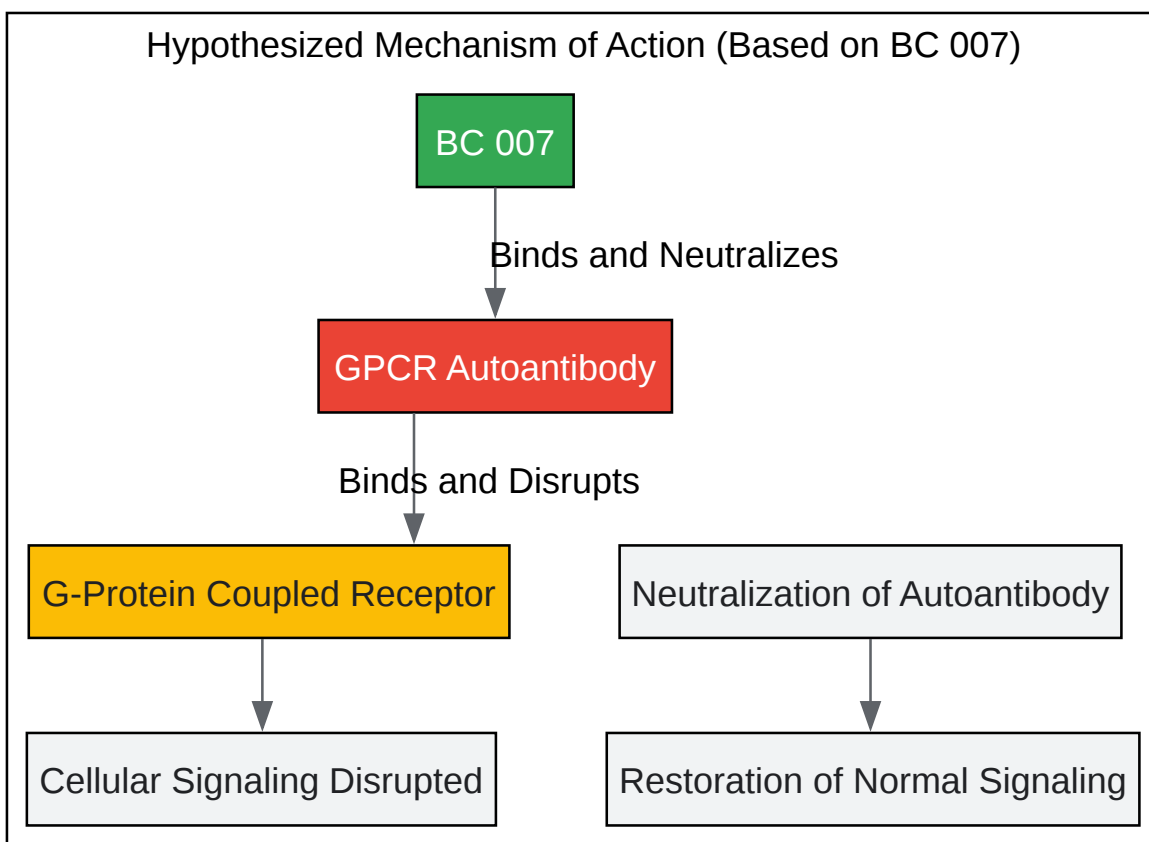 Hypothesized Mechanism of Action (Based on BC 007)
BC 007
Binds and Neutralizes
GPCR Autoantibody
Binds and Disrupts
G-Protein Coupled Receptor
Neutralization of Autoantibody
Cellular Signaling Disrupted
Restoration of Normal Signaling